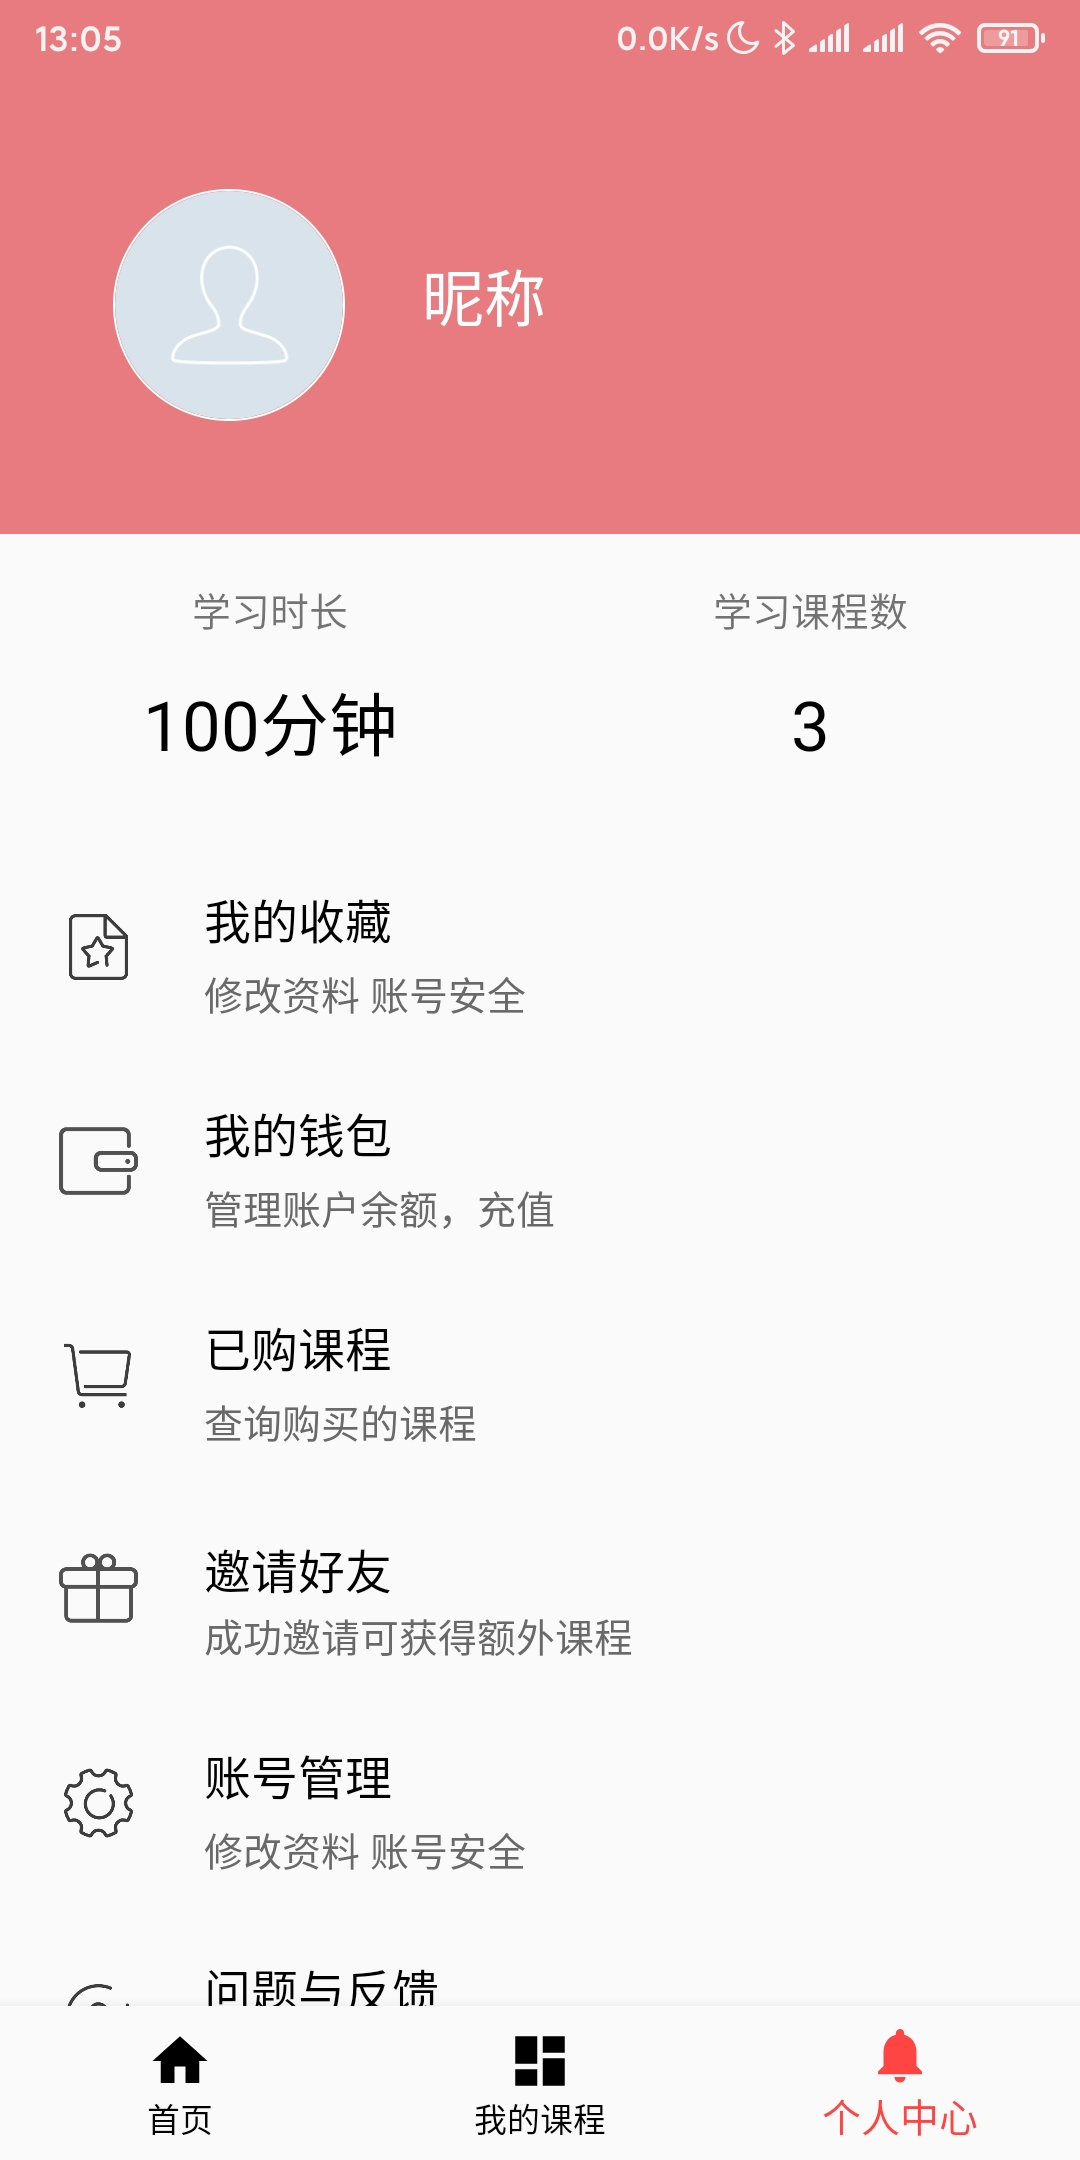 13:05
0.0K/s
91
昵称
学习时长
学习课程数
100分钟
3
我的收藏
修改资料 账号安全
我的钱包
管理账户余额，充值
已购课程
查询购买的课程
邀请好友
成功邀请可获得额外课程
账号管理
修改资料 账号安全
问题与反馈
首页
我的课程
个人中心